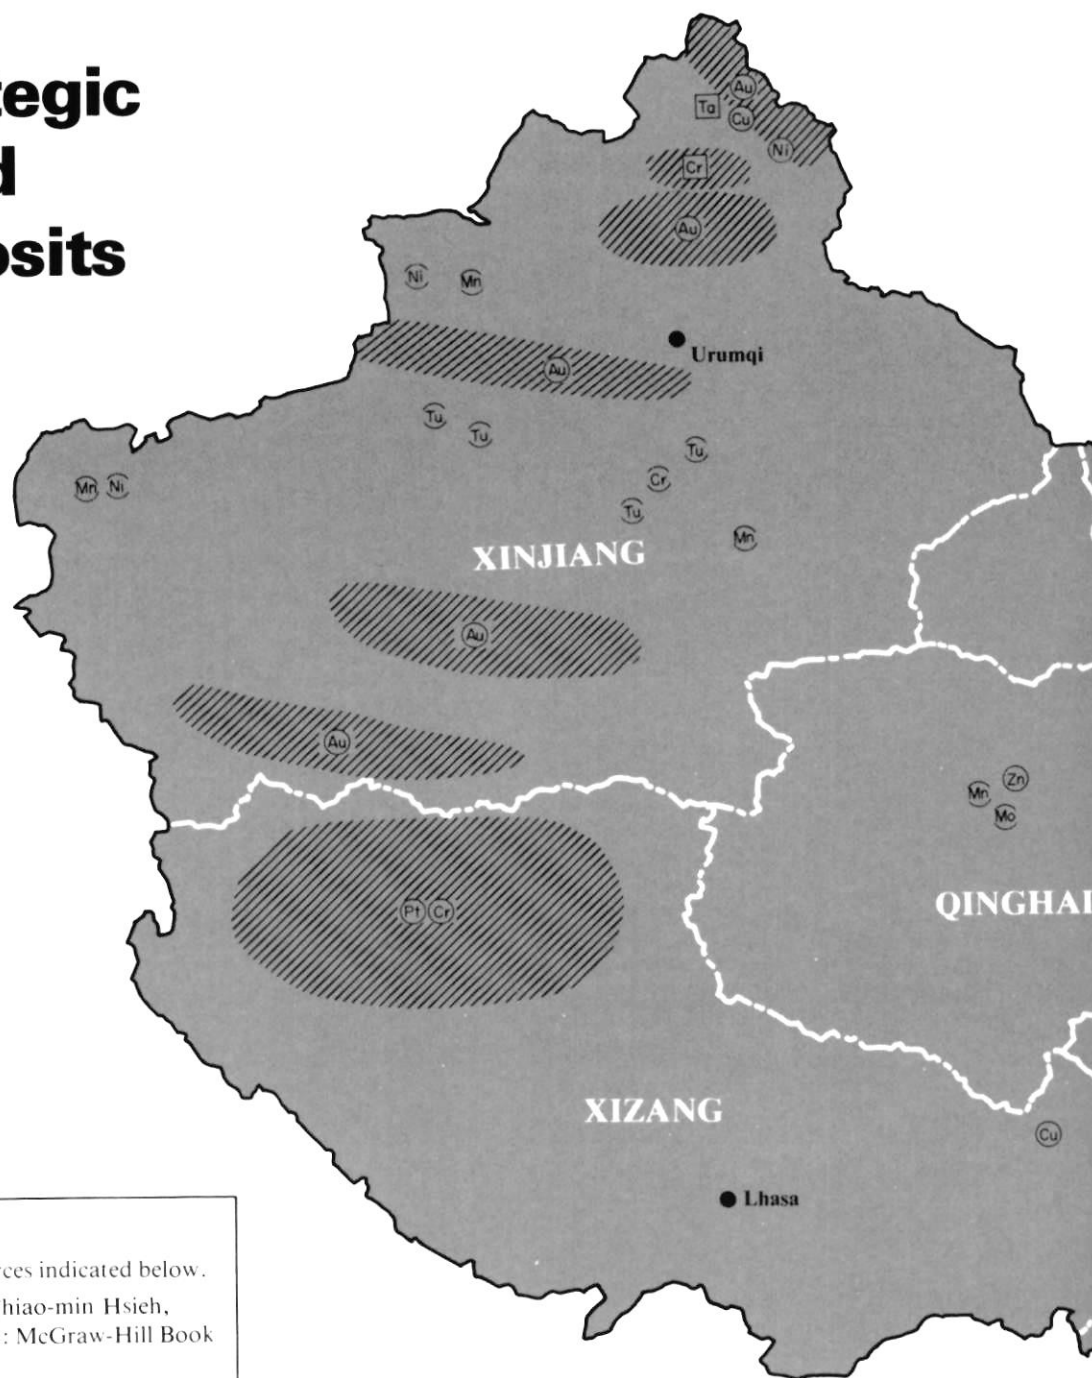 tegic
d
osits
Au
Ta
Cu
Ni
Cr
Au
Ni
Mn
Urumqi
Au
Tu
Tu
Tu
Cr
Mn Ni
Tu
Mn
XINJIANG
Au
Au
Zn
Mn
Mo
QINGHAI
Pt Cr
XIZANG
Cu
Lhasa
rces indicated below.
hiao-min Hsieh,
: McGraw-Hill Book